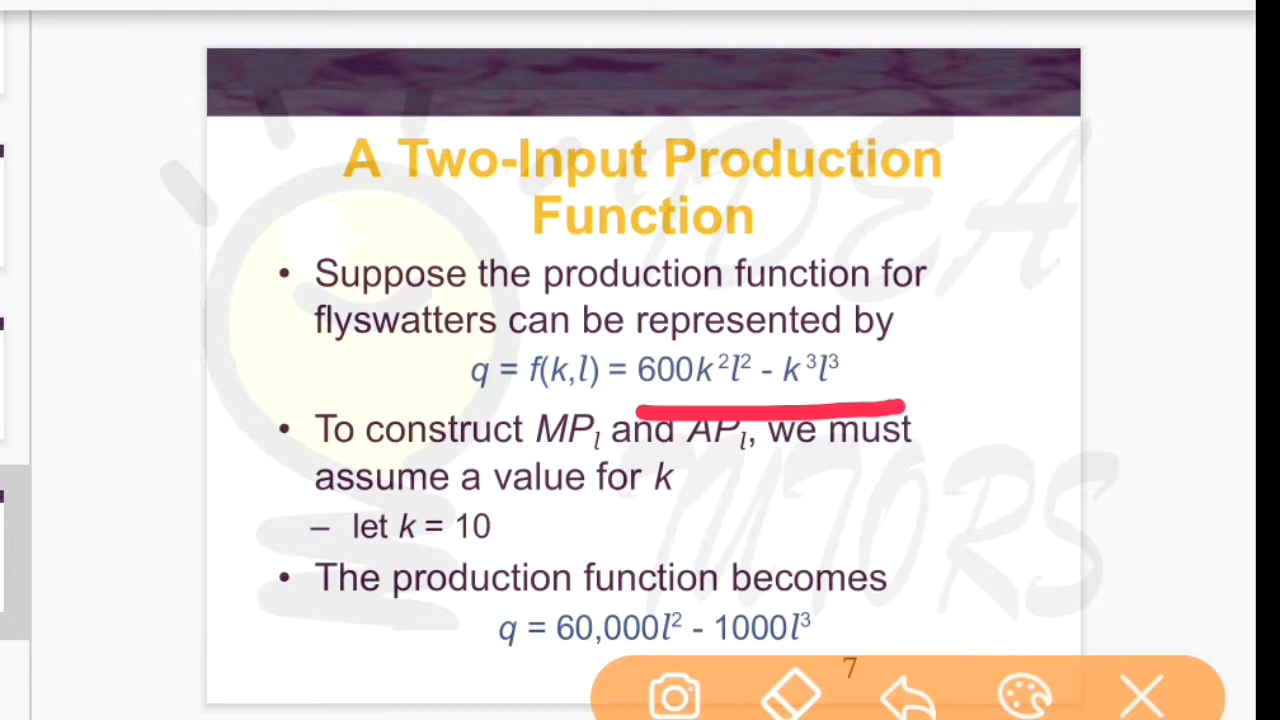 A Two-Input Production
Function
• Suppose the production function for
flyswatters can be represented by
q = f(k,l) = 600k²l² - k³l³
• To construct MPₗ and APₗ, we must
assume a value for k
– let k = 10
• The production function becomes
q = 60,000l² - 1000l³
7
IDEA